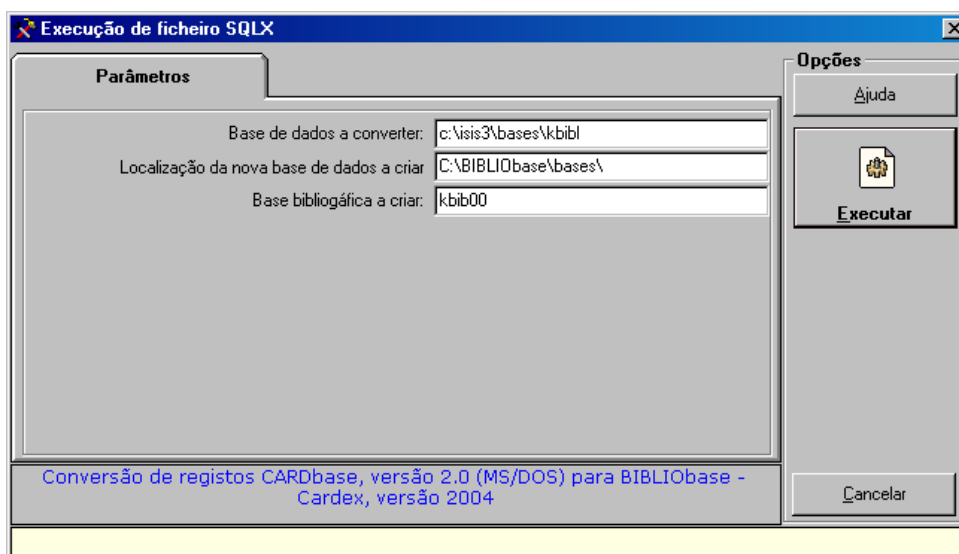 Execução de ficheiro SQLX
Parâmetros
Base de dados a converter: c:\isis3\bases\kbibl
Localização da nova base de dados a criar C:\BIBLIObase\bases\
Base bibliogáfica a criar: kbib00
Opções
Ajuda
Executar
Cancelar
Conversão de registos CARDbase, versão 2.0 (MS/DOS) para BIBLIObase -
Cardex, versão 2004